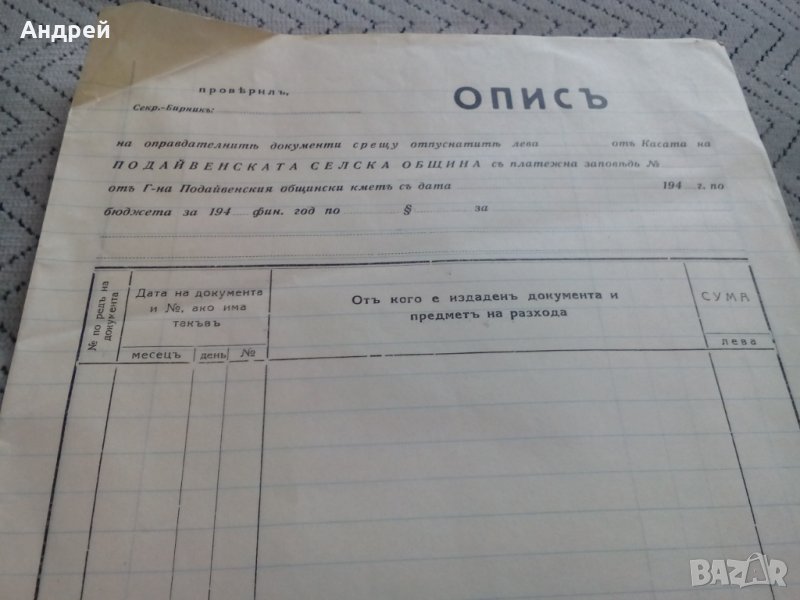 Андрей
провѣрилъ,
Секр.-Бирникъ:
ОПИСЪ
на оправдателнитѣ документи срещу отпуснатитѣ лева отъ Касата на
ПОДАЙВЕНСКАТА СЕЛСКА ОБЩИНА съ платежна заповѣдь №
отъ Г-на Подайвенския общински кметъ съ дата 194 г. по
бюджета за 194 фин. год по § за
№ по редъ на документа
Дата на документа
и №, ако има
такъвъ
месецъ день №
Отъ кого е издаденъ документа и
предметъ на разхода
СУМА
лева
BAZAR